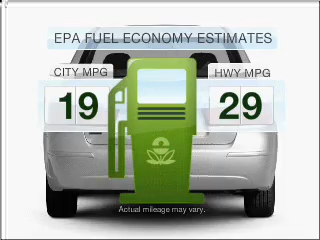 EPA FUEL ECONOMY ESTIMATES
CITY MPG
HWY MPG
19
29
Actual mileage may vary.